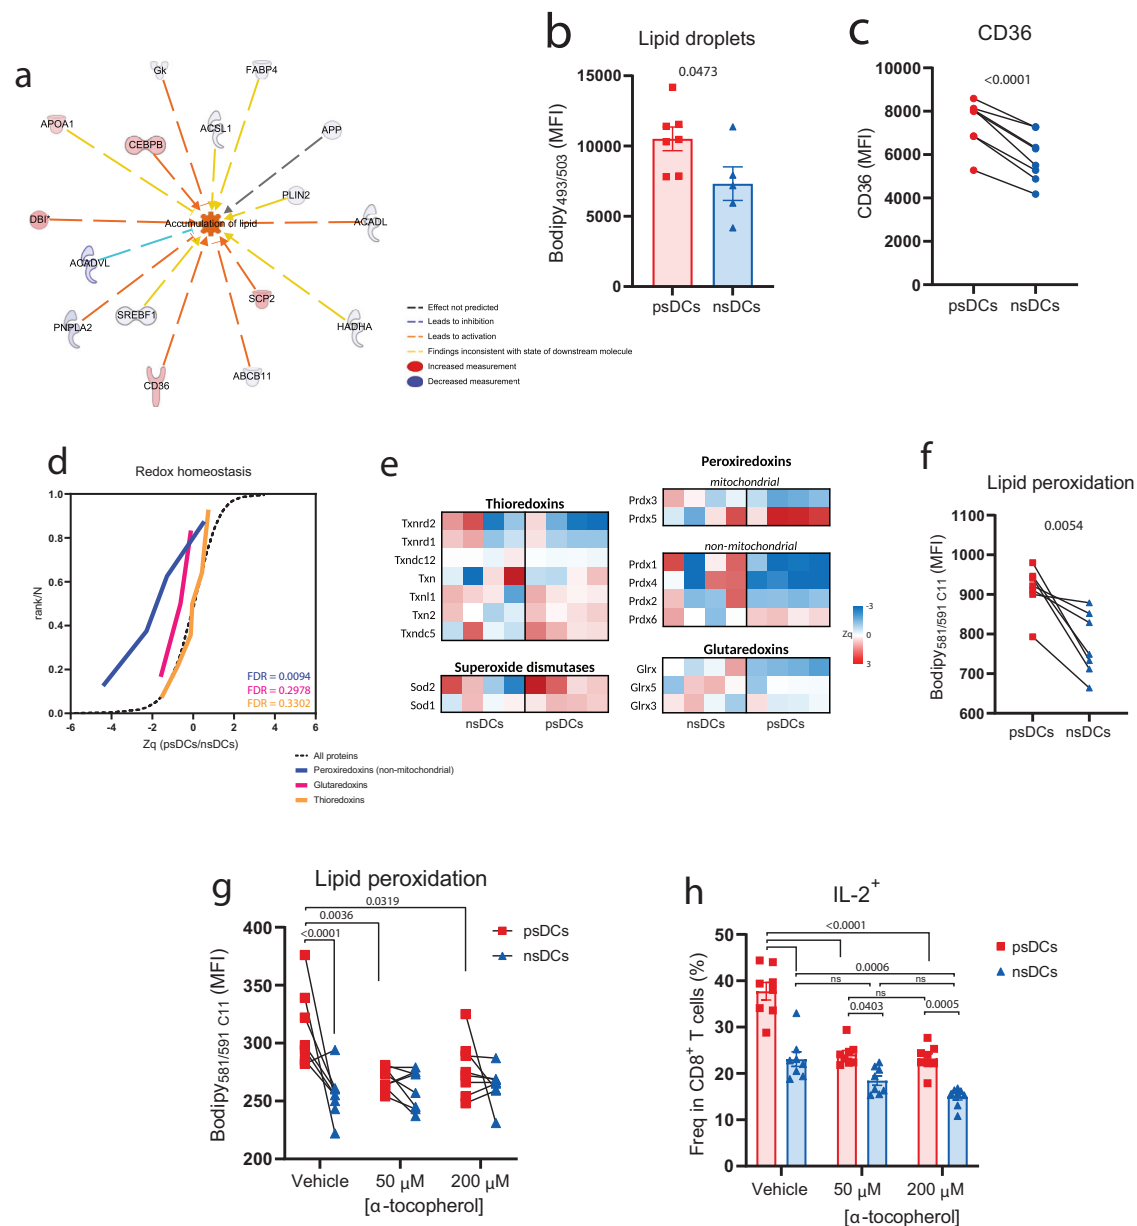 a
Gk
FABP4
APOA1
CEBPB
ACSL1
APP
PLIN2
DBI*
Accumulation of lipid
ACADL
ACADVL
SCP2
PNPLA2
SREBF1
HADHA
CD36
ABCB11
Effect not predicted
Leads to inhibition
Leads to activation
Findings inconsistent with state of downstream molecule
Increased measurement
Decreased measurement
b
Lipid droplets
0.0473
15000
10000
5000
0
Bodipy493/503 (MFI)
psDCs nsDCs
c
CD36
<0.0001
10000
8000
6000
4000
2000
0
CD36 (MFI)
psDCs nsDCs
d
Redox homeostasis
1.0
0.8
0.6
0.4
0.2
0.0
rank/N
FDR = 0.0094
FDR = 0.2978
FDR = 0.3302
-6 -4 -2 0 2 4 6
Zq (psDCs/nsDCs)
All proteins
Peroxiredoxins (non-mitochondrial)
Glutaredoxins
Thioredoxins
e
Thioredoxins
Txnrd2
Txnrd1
Txndc12
Txn
Txnl1
Txn2
Txndc5
Superoxide dismutases
Sod2
Sod1
nsDCs psDCs
Peroxiredoxins
mitochondrial
Prdx3
Prdx5
non-mitochondrial
Prdx1
Prdx4
Prdx2
Prdx6
Glutaredoxins
Glrx
Glrx5
Glrx3
nsDCs psDCs
Zq
-3
0
3
f
Lipid peroxidation
0.0054
1100
1000
900
800
700
600
Bodipy581/591 C11 (MFI)
psDCs nsDCs
g
Lipid peroxidation
0.0319
0.0036
<0.0001
psDCs
nsDCs
400
350
300
250
200
Bodipy581/591 C11 (MFI)
Vehicle 50 µM 200 µM
[α-tocopherol]
h
IL-2+
<0.0001
0.0006
ns ns
ns
0.0403 0.0005
psDCs
nsDCs
50
40
30
20
10
0
Freq in CD8+ T cells (%)
Vehicle 50 µM 200 µM
[α-tocopherol]